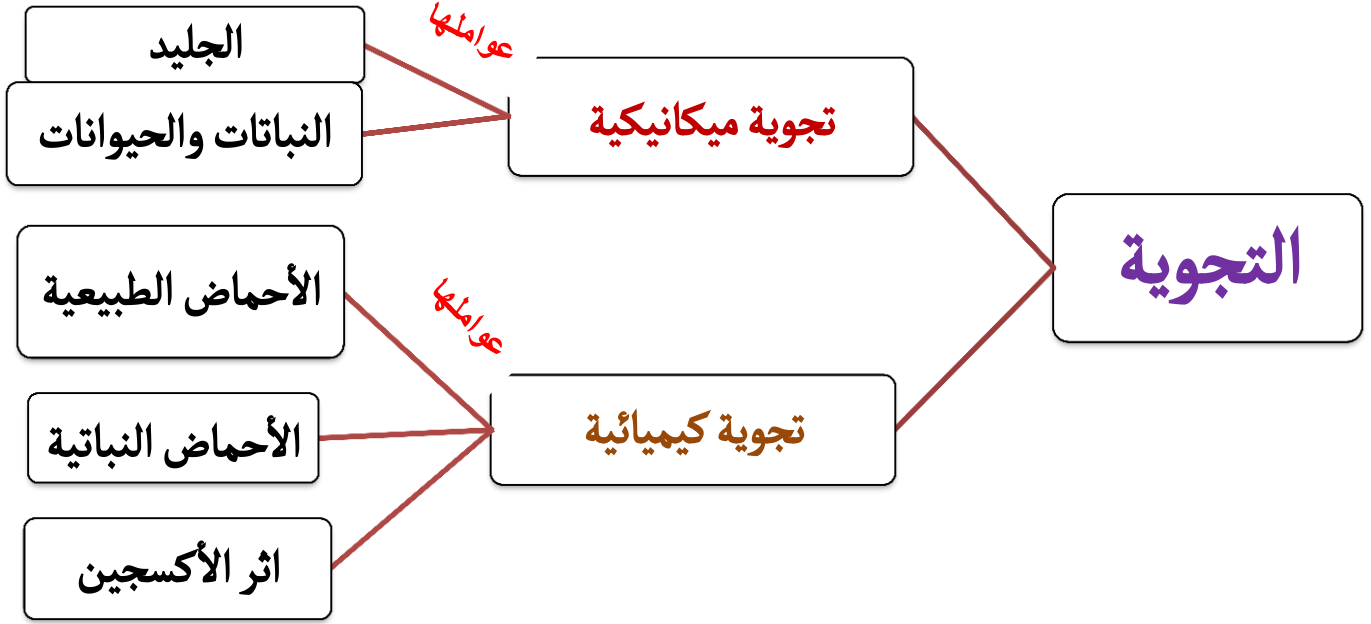 التجوية
تجوية ميكانيكية
عواملها
الجليد
النباتات والحيوانات
تجوية كيميائية
عواملها
الأحماض الطبيعية
الأحماض النباتية
اثر الأكسجين